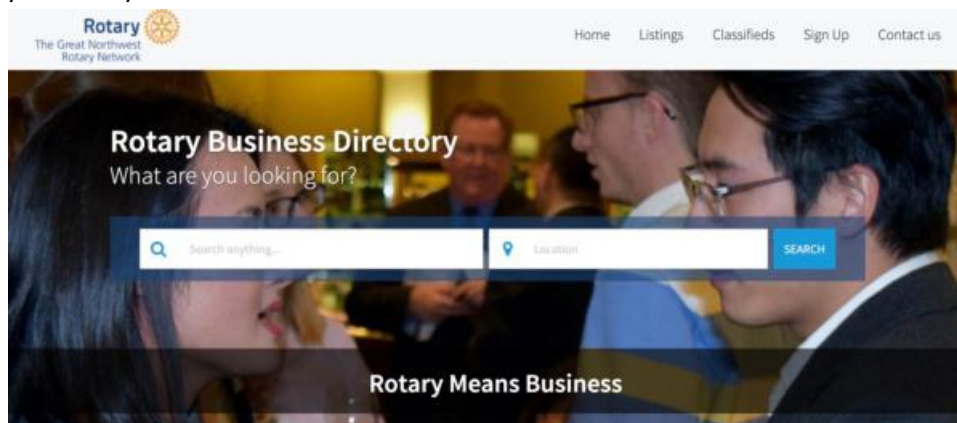 Rotary
The Great Northwest
Rotary Network
Home Listings Classifieds Sign Up Contact us
Rotary Business Directory
What are you looking for?
Search anything...
Location
SEARCH
Rotary Means Business